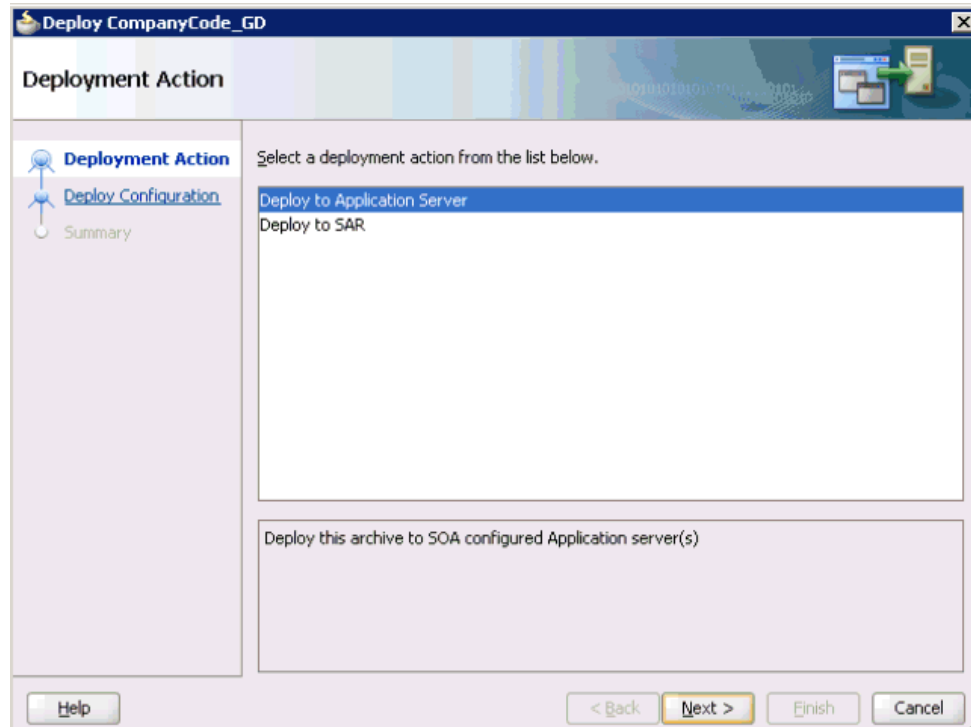 Deploy CompanyCode_GD
Deployment Action
Deployment Action
Deploy Configuration
Summary
Select a deployment action from the list below.
Deploy to Application Server
Deploy to SAR
Deploy this archive to SOA configured Application server(s)
Help
< Back
Next >
Finish
Cancel